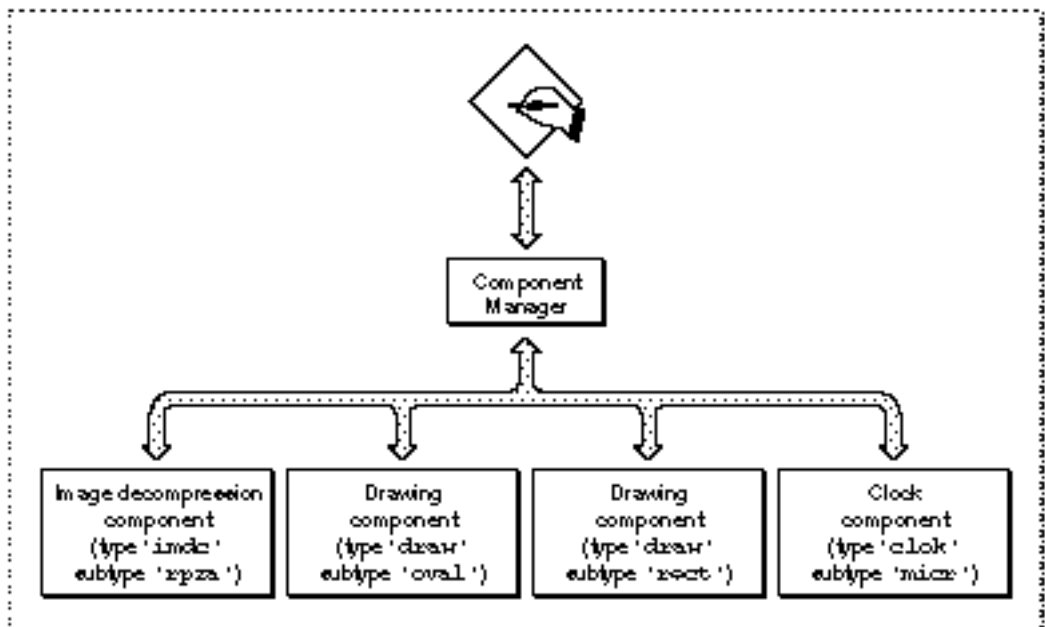 Component
Manager
Image decompression
component
(type 'imdc'
subtype 'rpza')
Drawing
component
(type 'draw'
subtype 'oval')
Drawing
component
(type 'draw'
subtype 'rect')
Clock
component
(type 'clok'
subtype 'micr')